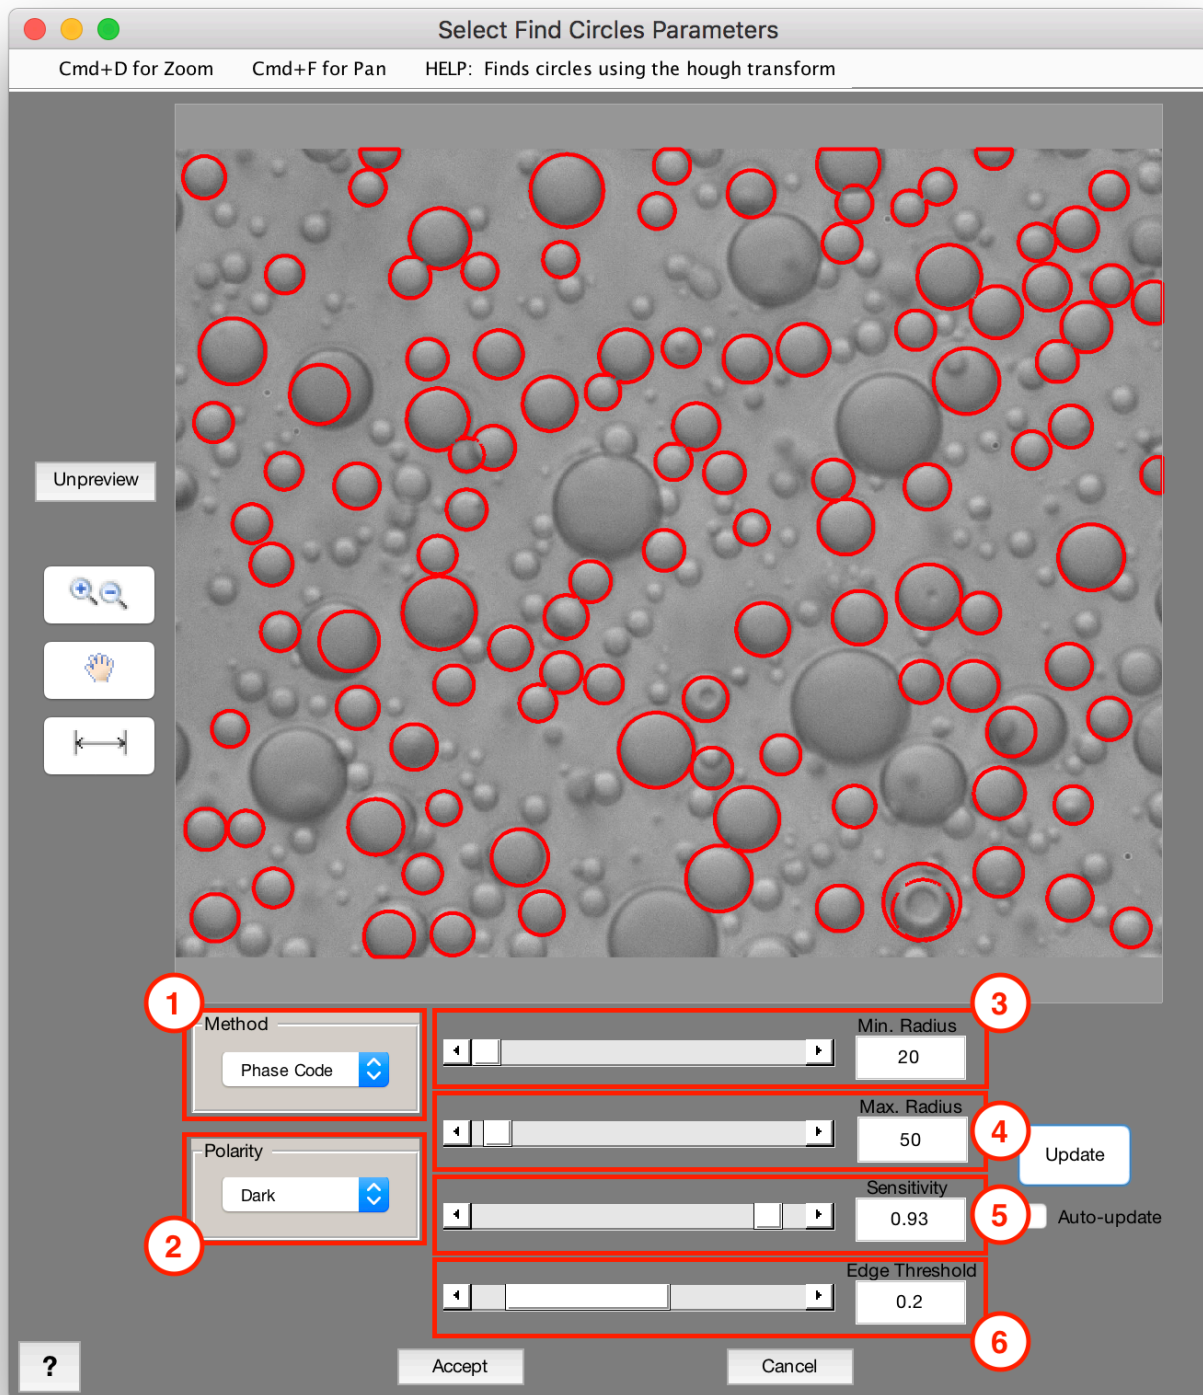 Select Find Circles Parameters
Cmd+D for Zoom Cmd+F for Pan HELP: Finds circles using the hough transform
Unpreview
1
Method
Phase Code
2
Polarity
Dark
3
Min. Radius
20
4
Max. Radius
50
Update
5
Sensitivity
0.93
Auto-update
6
Edge Threshold
0.2
?
Accept
Cancel